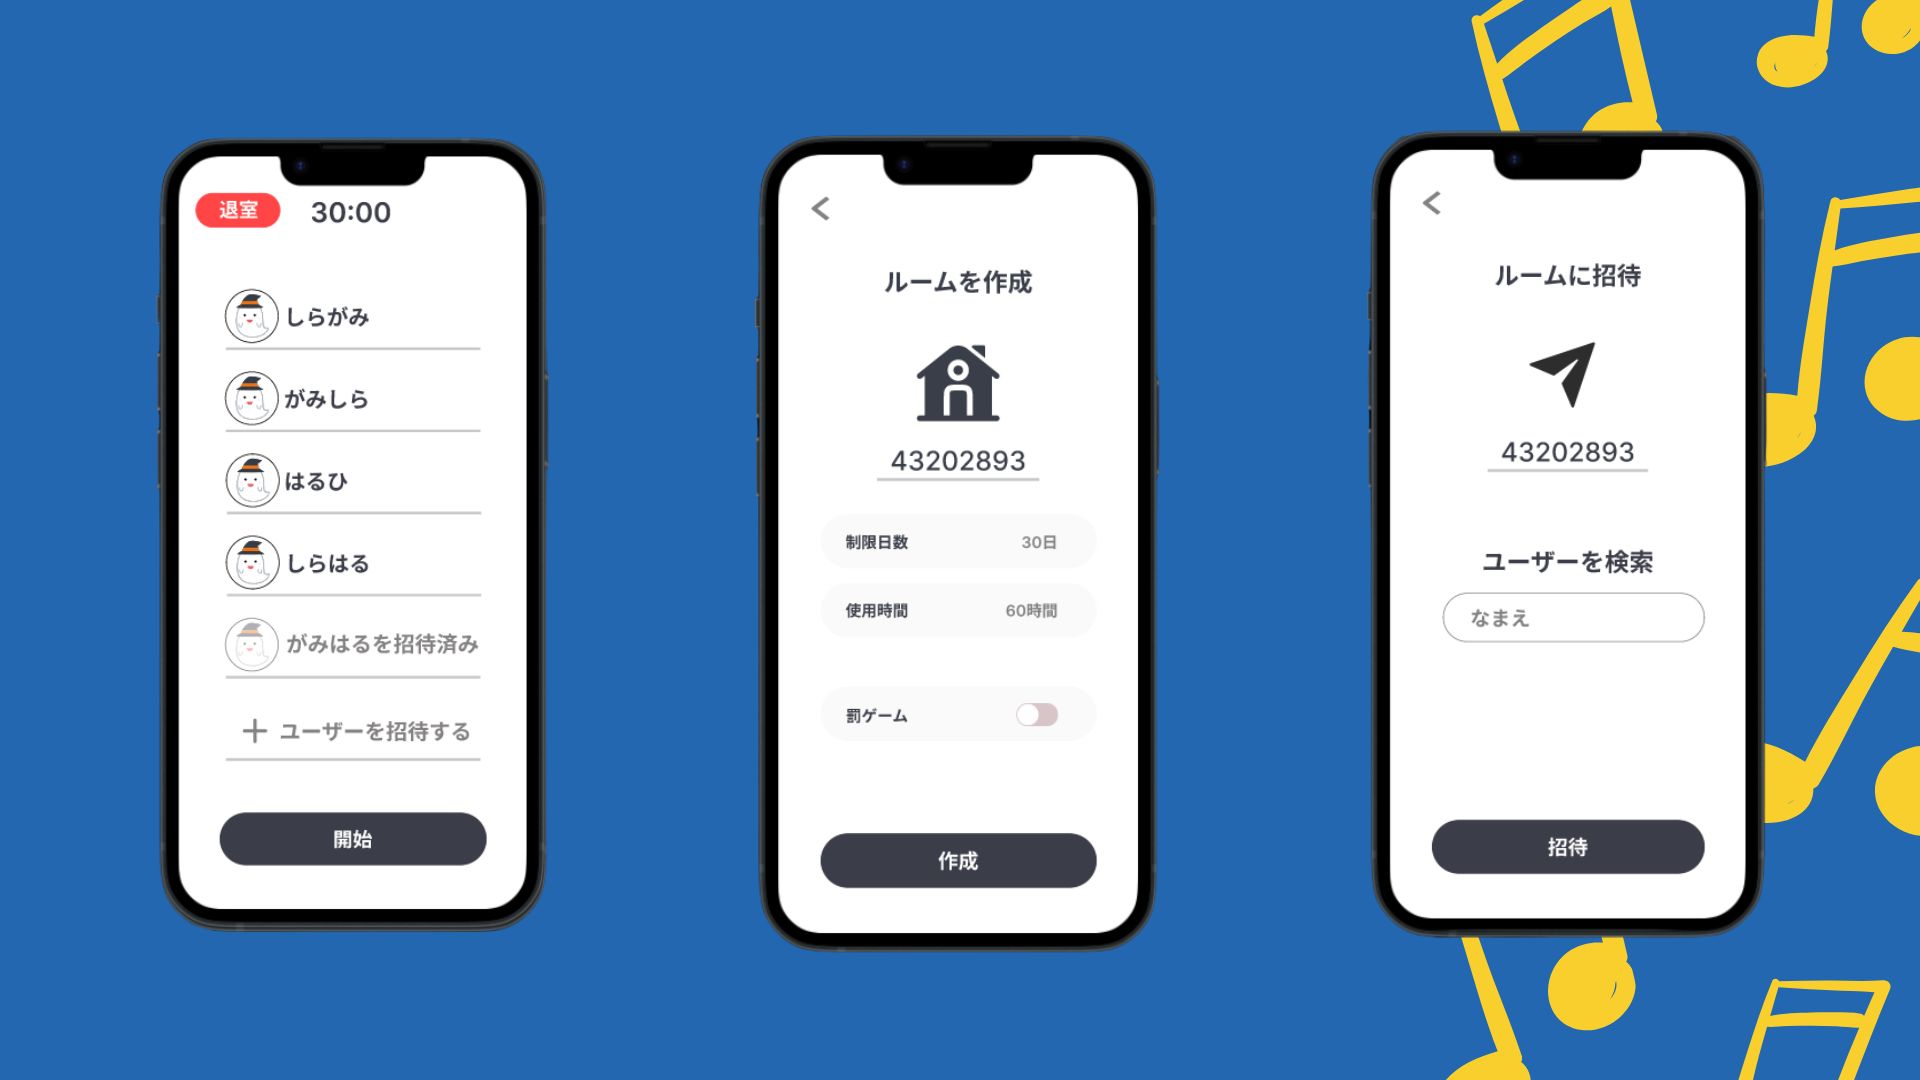 退室 30:00
しらがみ
がみしら
はるひ
しらはる
がみはるを招待済み
ユーザーを招待する
開始
ルームを作成
43202893
制限日数 30日
使用時間 60時間
罰ゲーム
作成
ルームに招待
43202893
ユーザーを検索
なまえ
招待